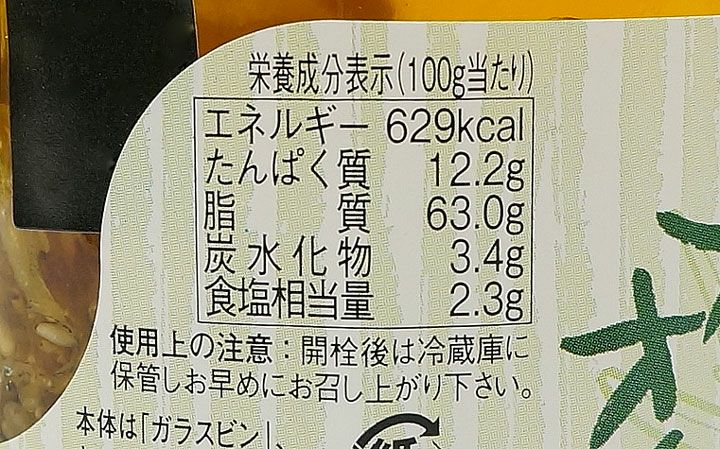 栄養成分表示(100g当たり)
エネルギー 629kcal
たんぱく質 12.2g
脂質 63.0g
炭水化物 3.4g
食塩相当量 2.3g
使用上の注意：開栓後は冷蔵庫に
保管しお早めにお召し上がり下さい。
本体は「ガラスビン」